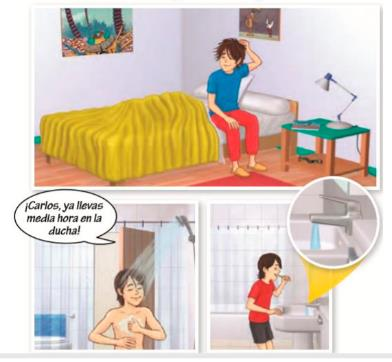 ¡Carlos, ya llevas
media hora en la
ducha!